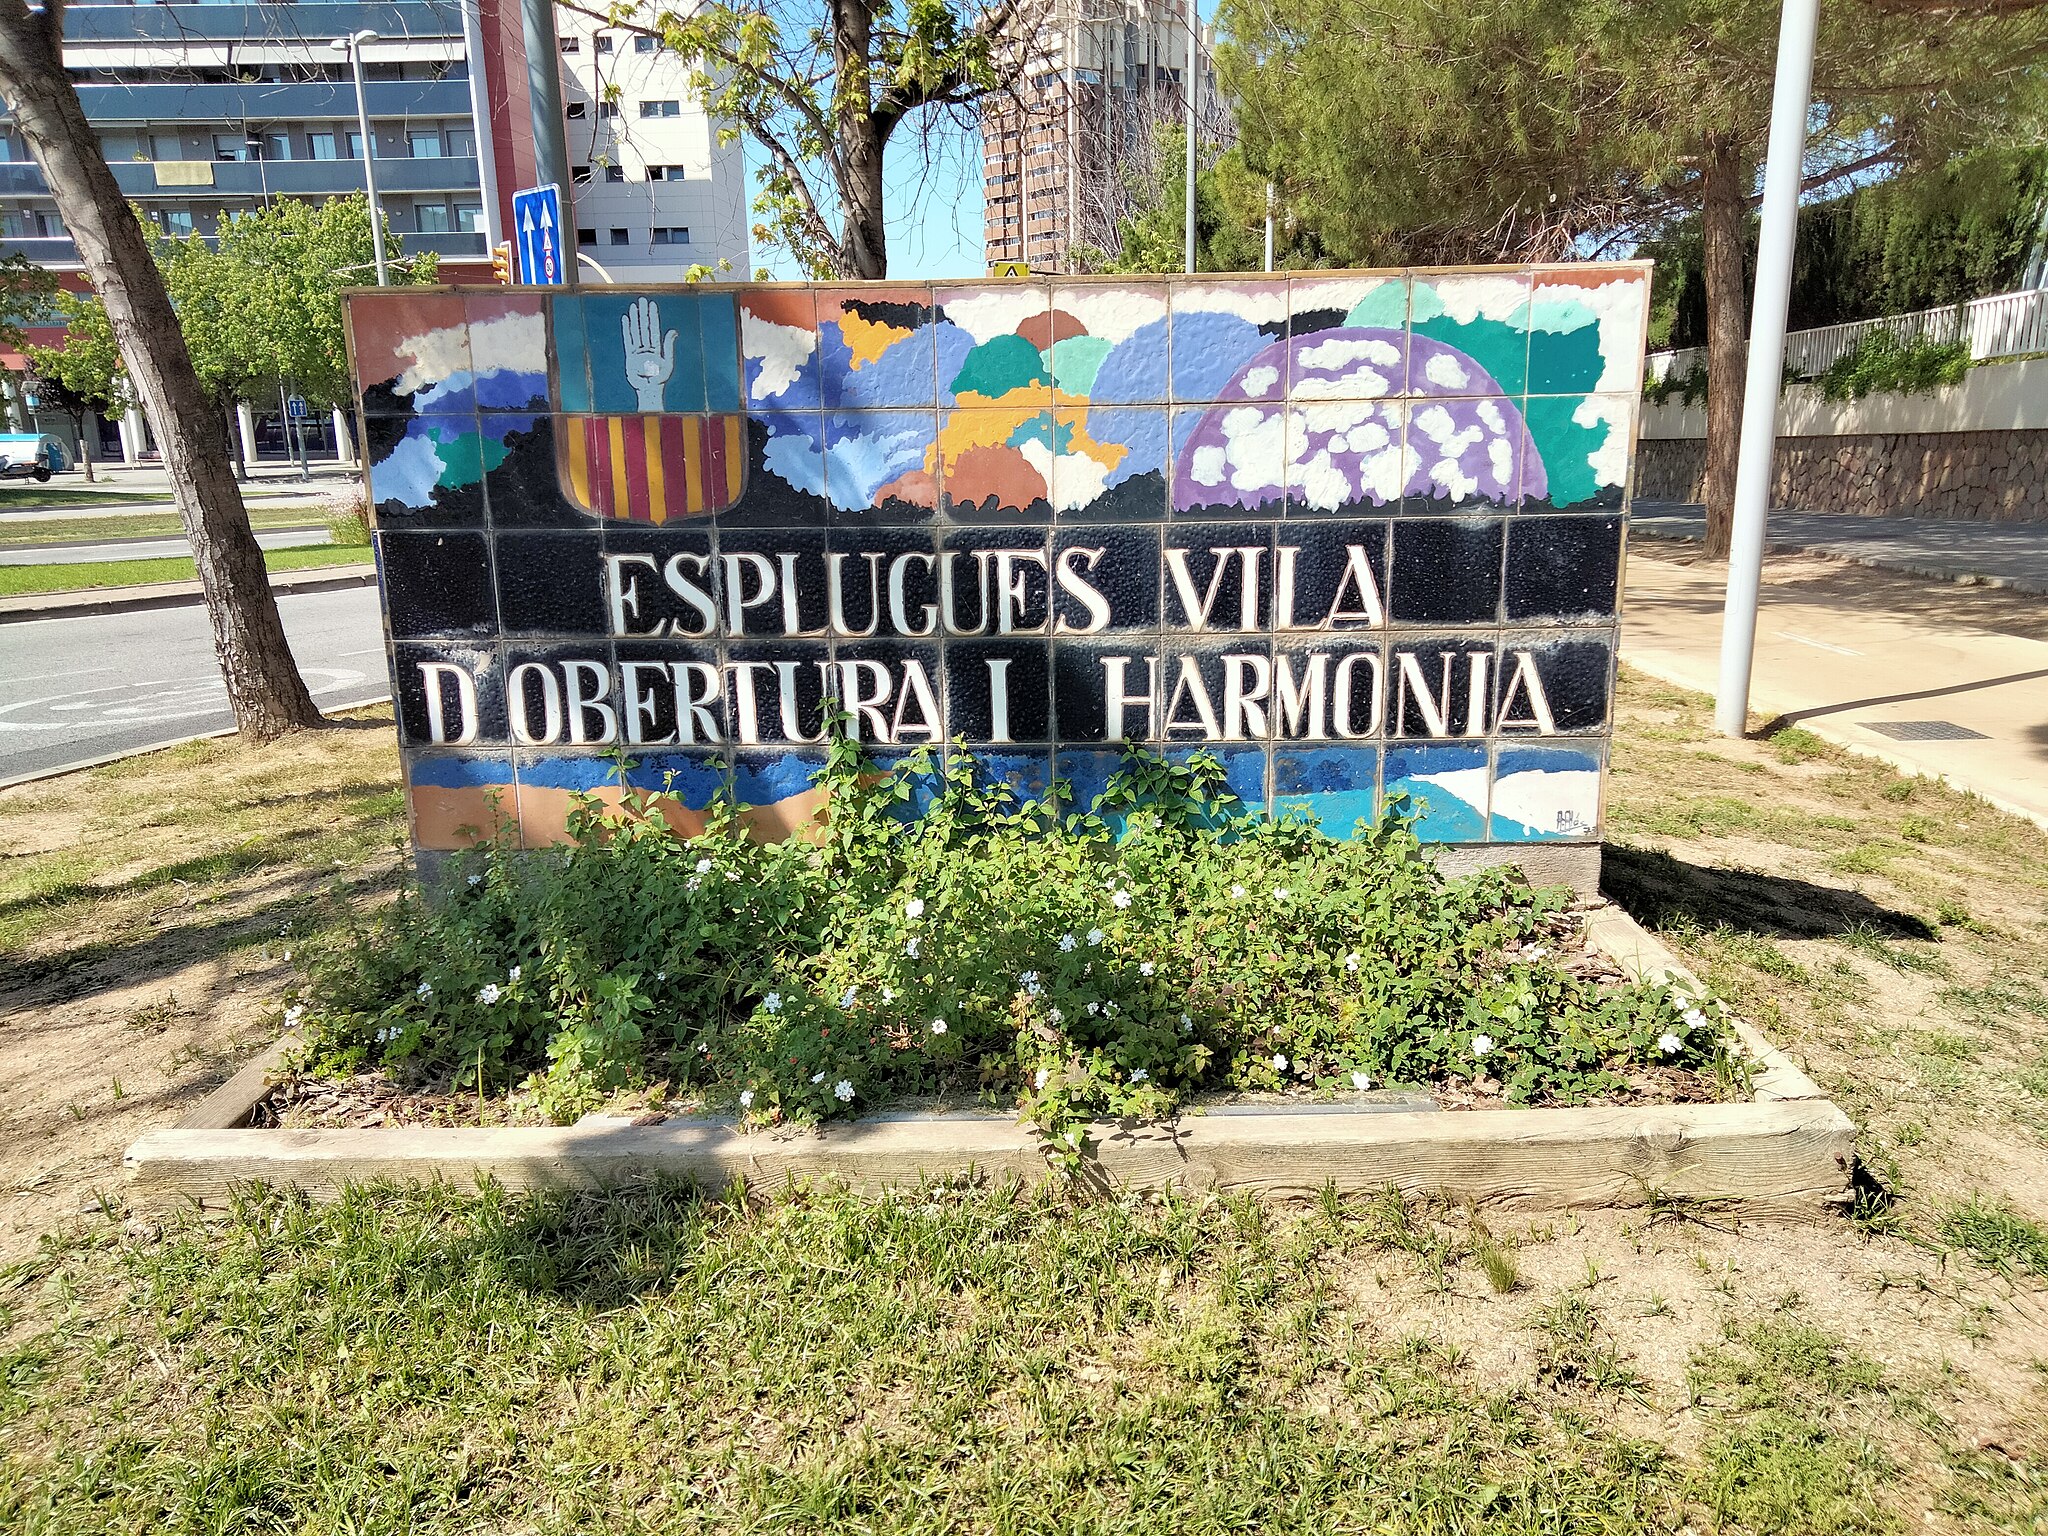 ESPLUGUES VILA
D OBERTURA I HARMONIA